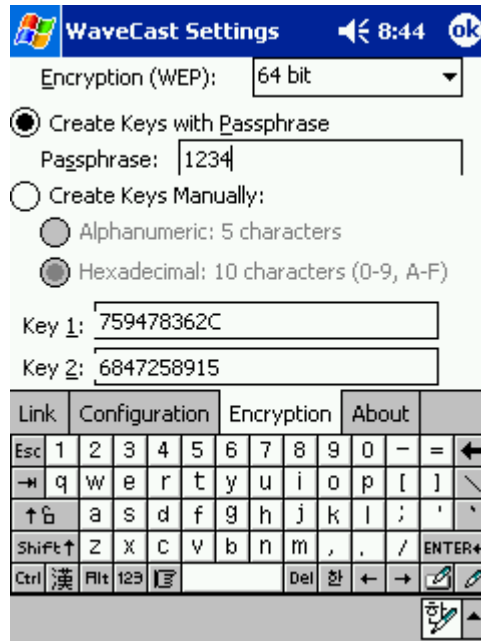 WaveCast Settings 8:44 ok
Encryption (WEP): 64 bit
Create Keys with Passphrase
Passphrase: 1234
Create Keys Manually:
Alphanumeric: 5 characters
Hexadecimal: 10 characters (0-9, A-F)
Key 1: 759478362C
Key 2: 6847258915
Link Configuration Encryption About
Esc 1 2 3 4 5 6 7 8 9 0 - =
q w e r t y u i o p [ ] \
a s d f g h j k l ; ' `
Shift z x c v b n m , . / ENTER
Ctrl 漢 Alt 123 Del 한
한